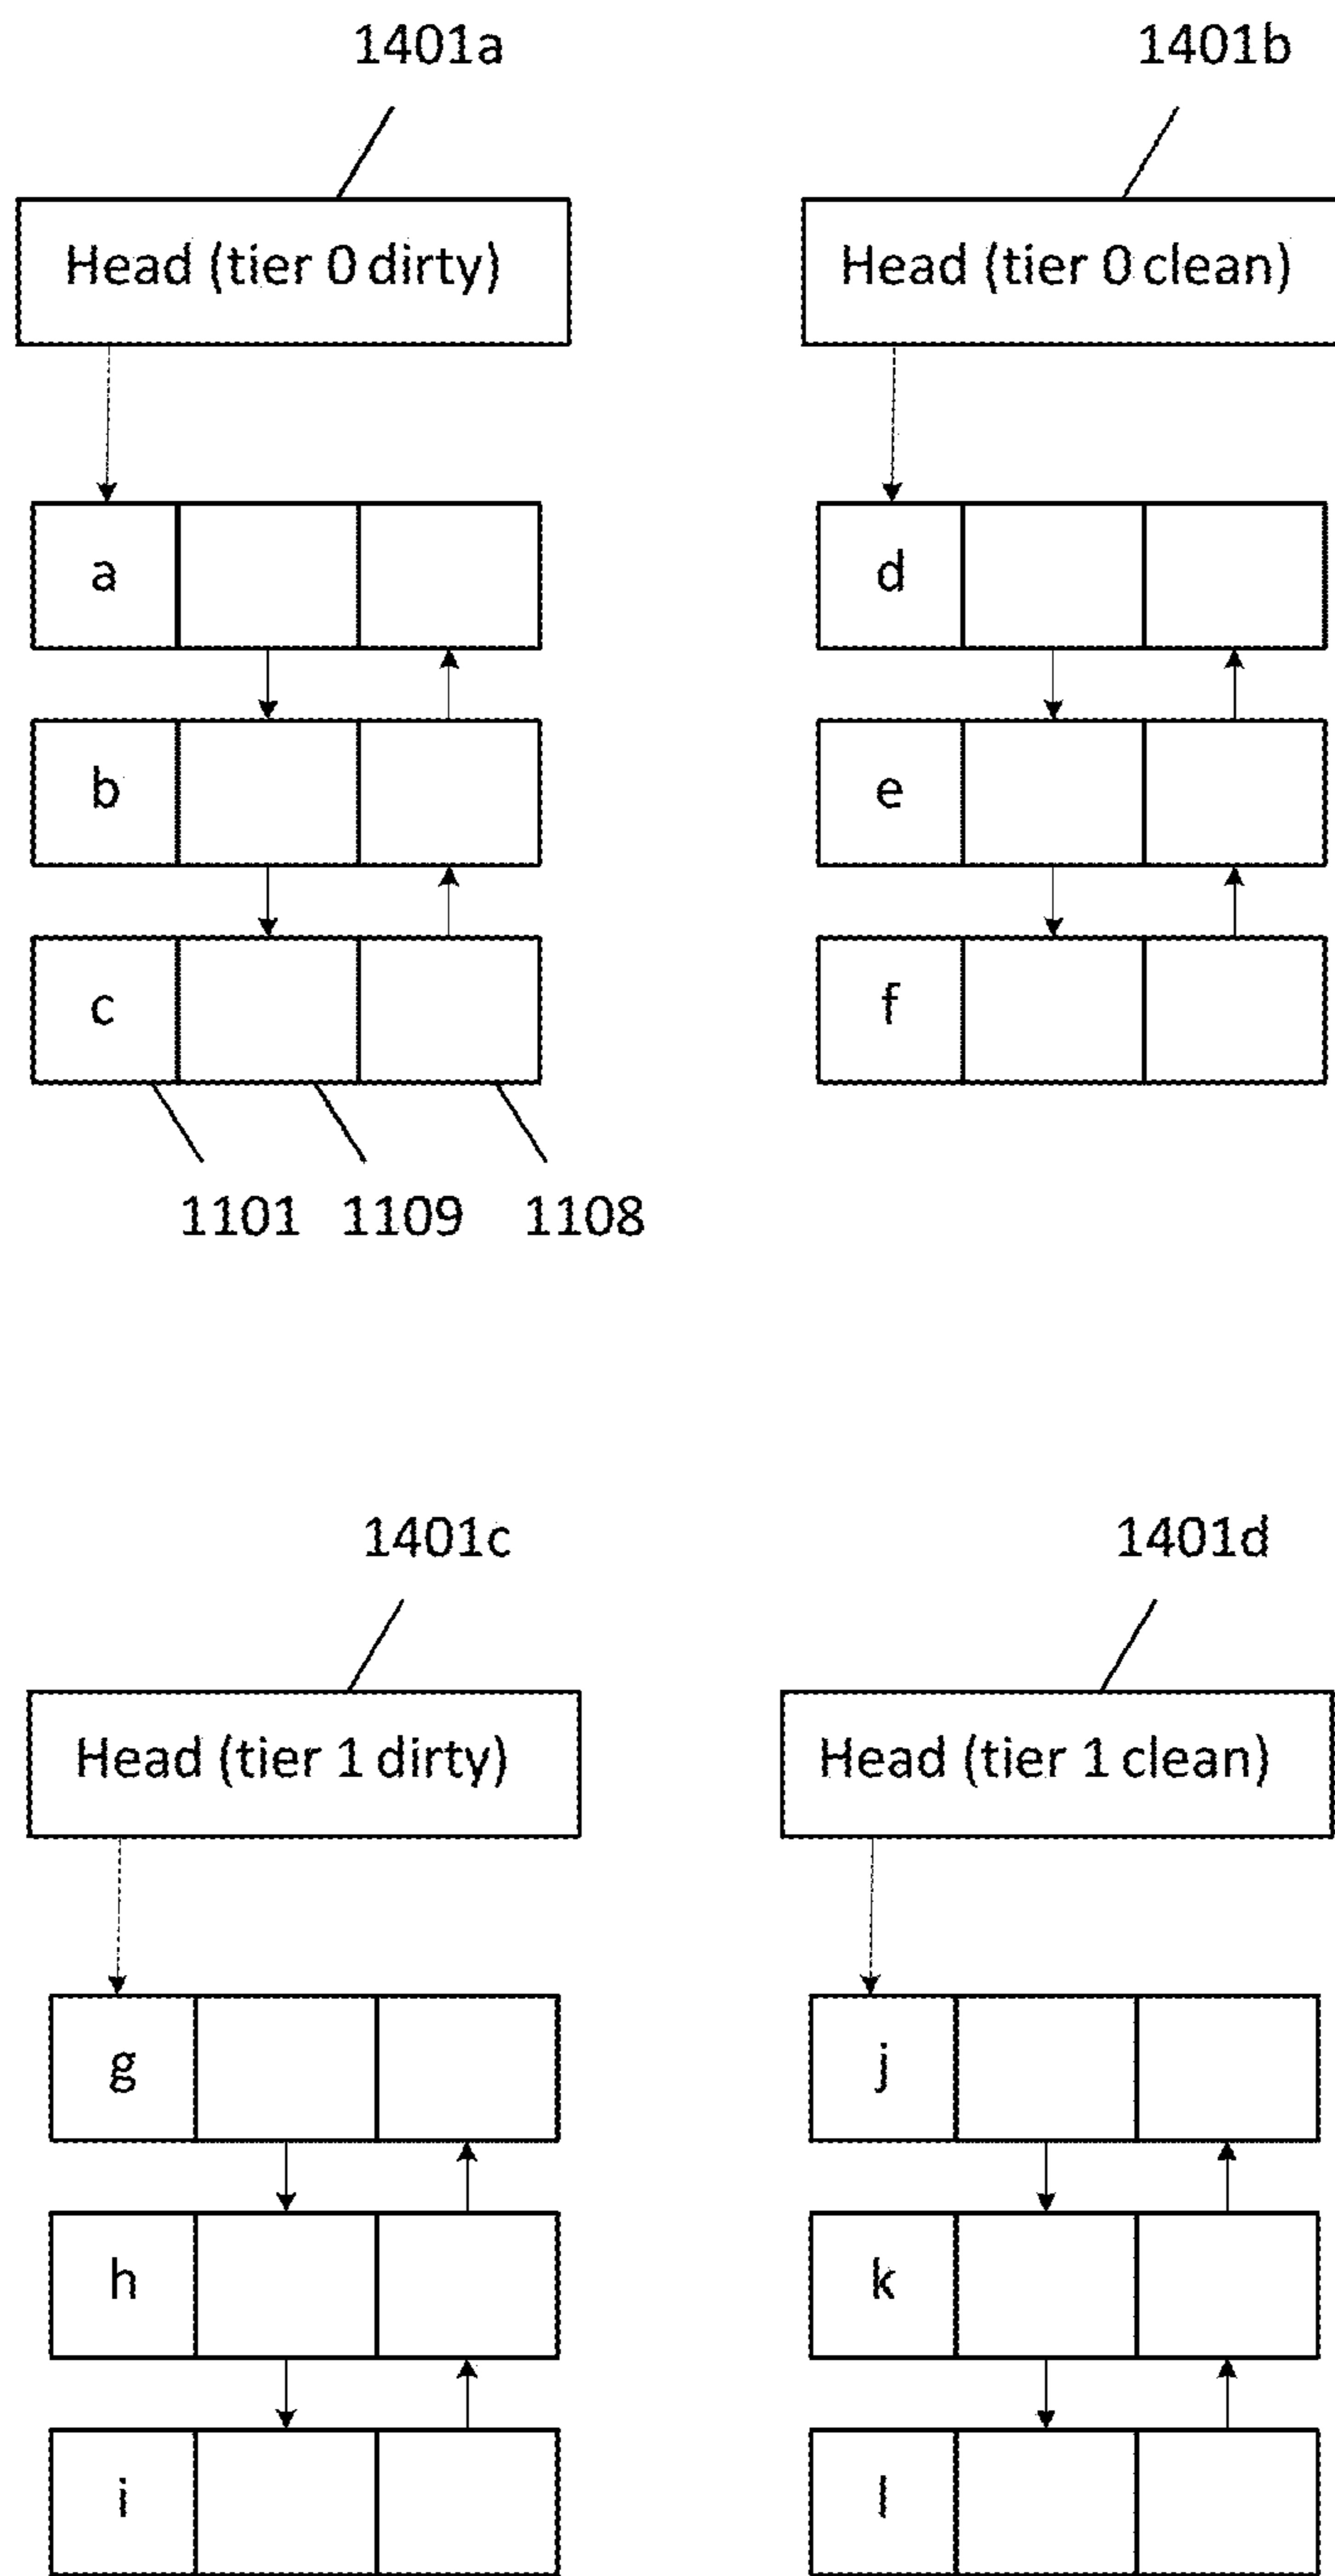 1401a
1401b
Head (tier 0 dirty)
Head (tier 0 clean)
a
d
b
e
c
f
1101 1109 1108
1401c
1401d
Head (tier 1 dirty)
Head (tier 1 clean)
g
j
h
k
i
l